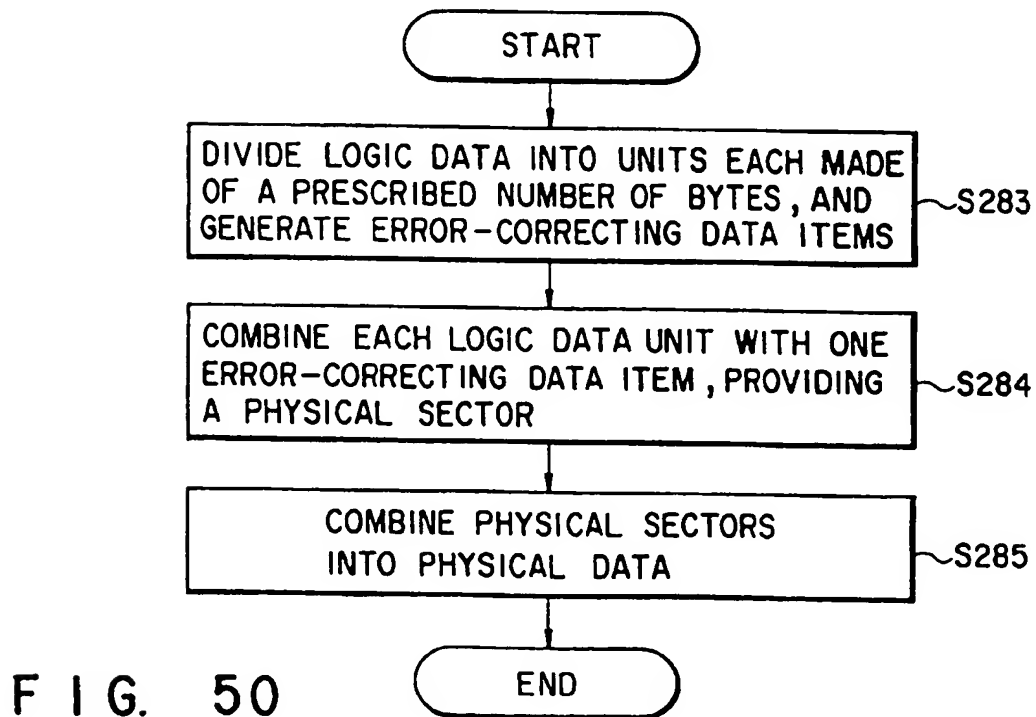 START
DIVIDE LOGIC DATA INTO UNITS EACH MADE
OF A PRESCRIBED NUMBER OF BYTES, AND
GENERATE ERROR-CORRECTING DATA ITEMS
S283
COMBINE EACH LOGIC DATA UNIT WITH ONE
ERROR-CORRECTING DATA ITEM, PROVIDING
A PHYSICAL SECTOR
S284
COMBINE PHYSICAL SECTORS
INTO PHYSICAL DATA
S285
END
FIG. 50